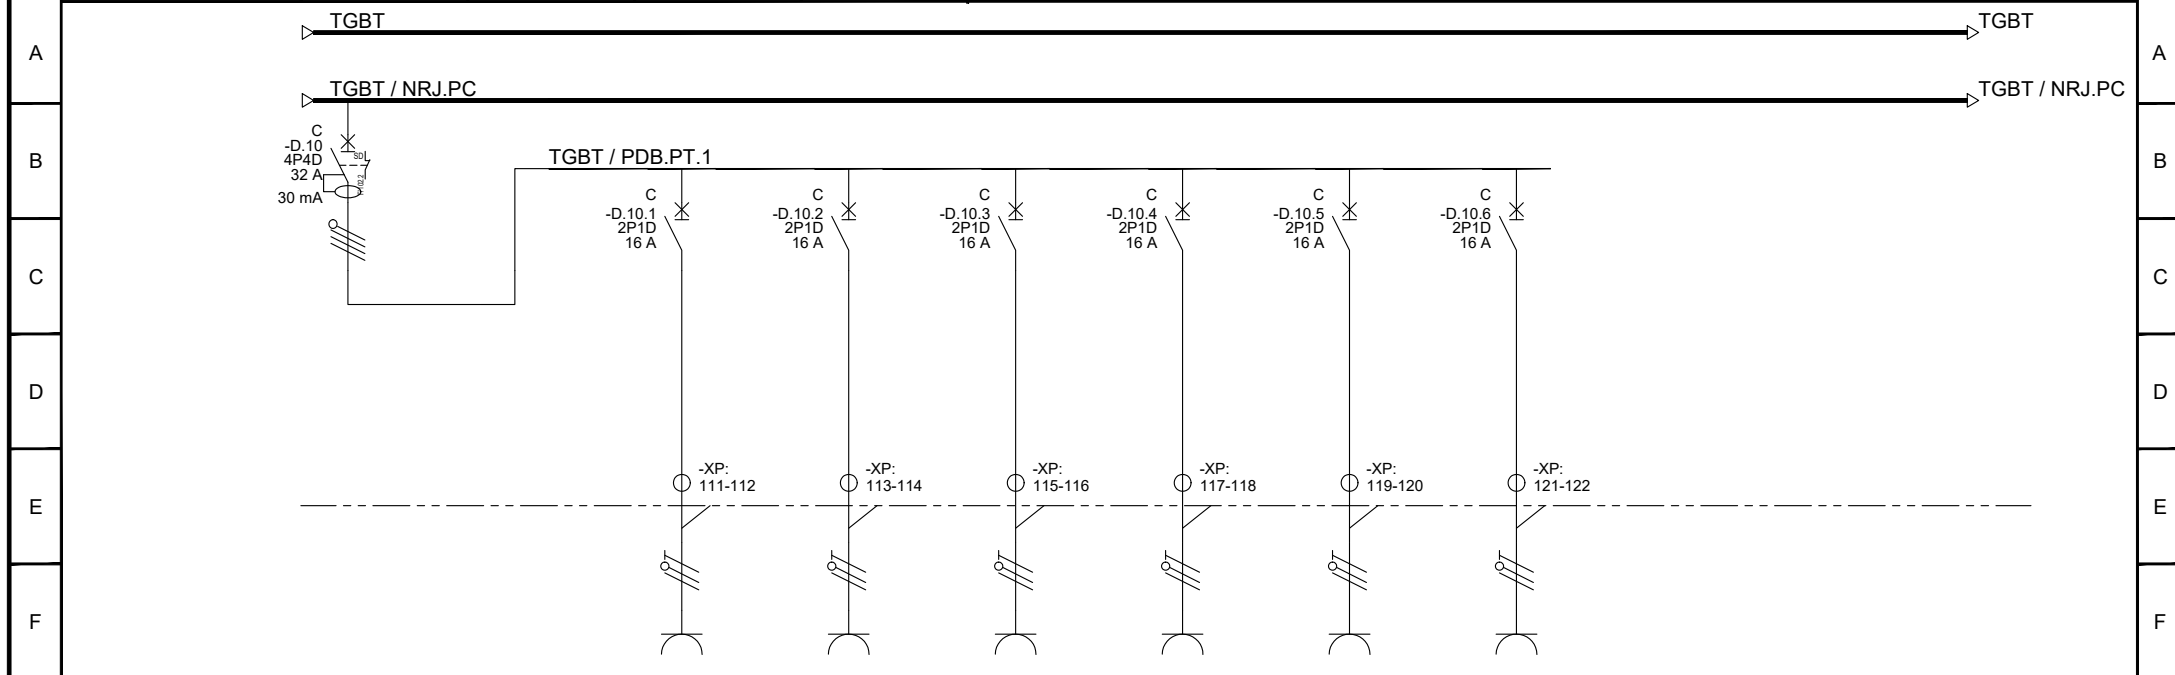 TGBT
TGBT
A
A
TGBT / NRJ.PC
TGBT / NRJ.PC
C
-D.10
4P4D
32 A
30 mA
SD
B
TGBT / PDB.PT.1
B
C
-D.10.1
2P1D
16 A
C
-D.10.2
2P1D
16 A
C
-D.10.3
2P1D
16 A
C
-D.10.4
2P1D
16 A
C
-D.10.5
2P1D
16 A
C
-D.10.6
2P1D
16 A
C
C
D
D
-XP:
111-112
-XP:
113-114
-XP:
115-116
-XP:
117-118
-XP:
119-120
-XP:
121-122
E
E
F
F